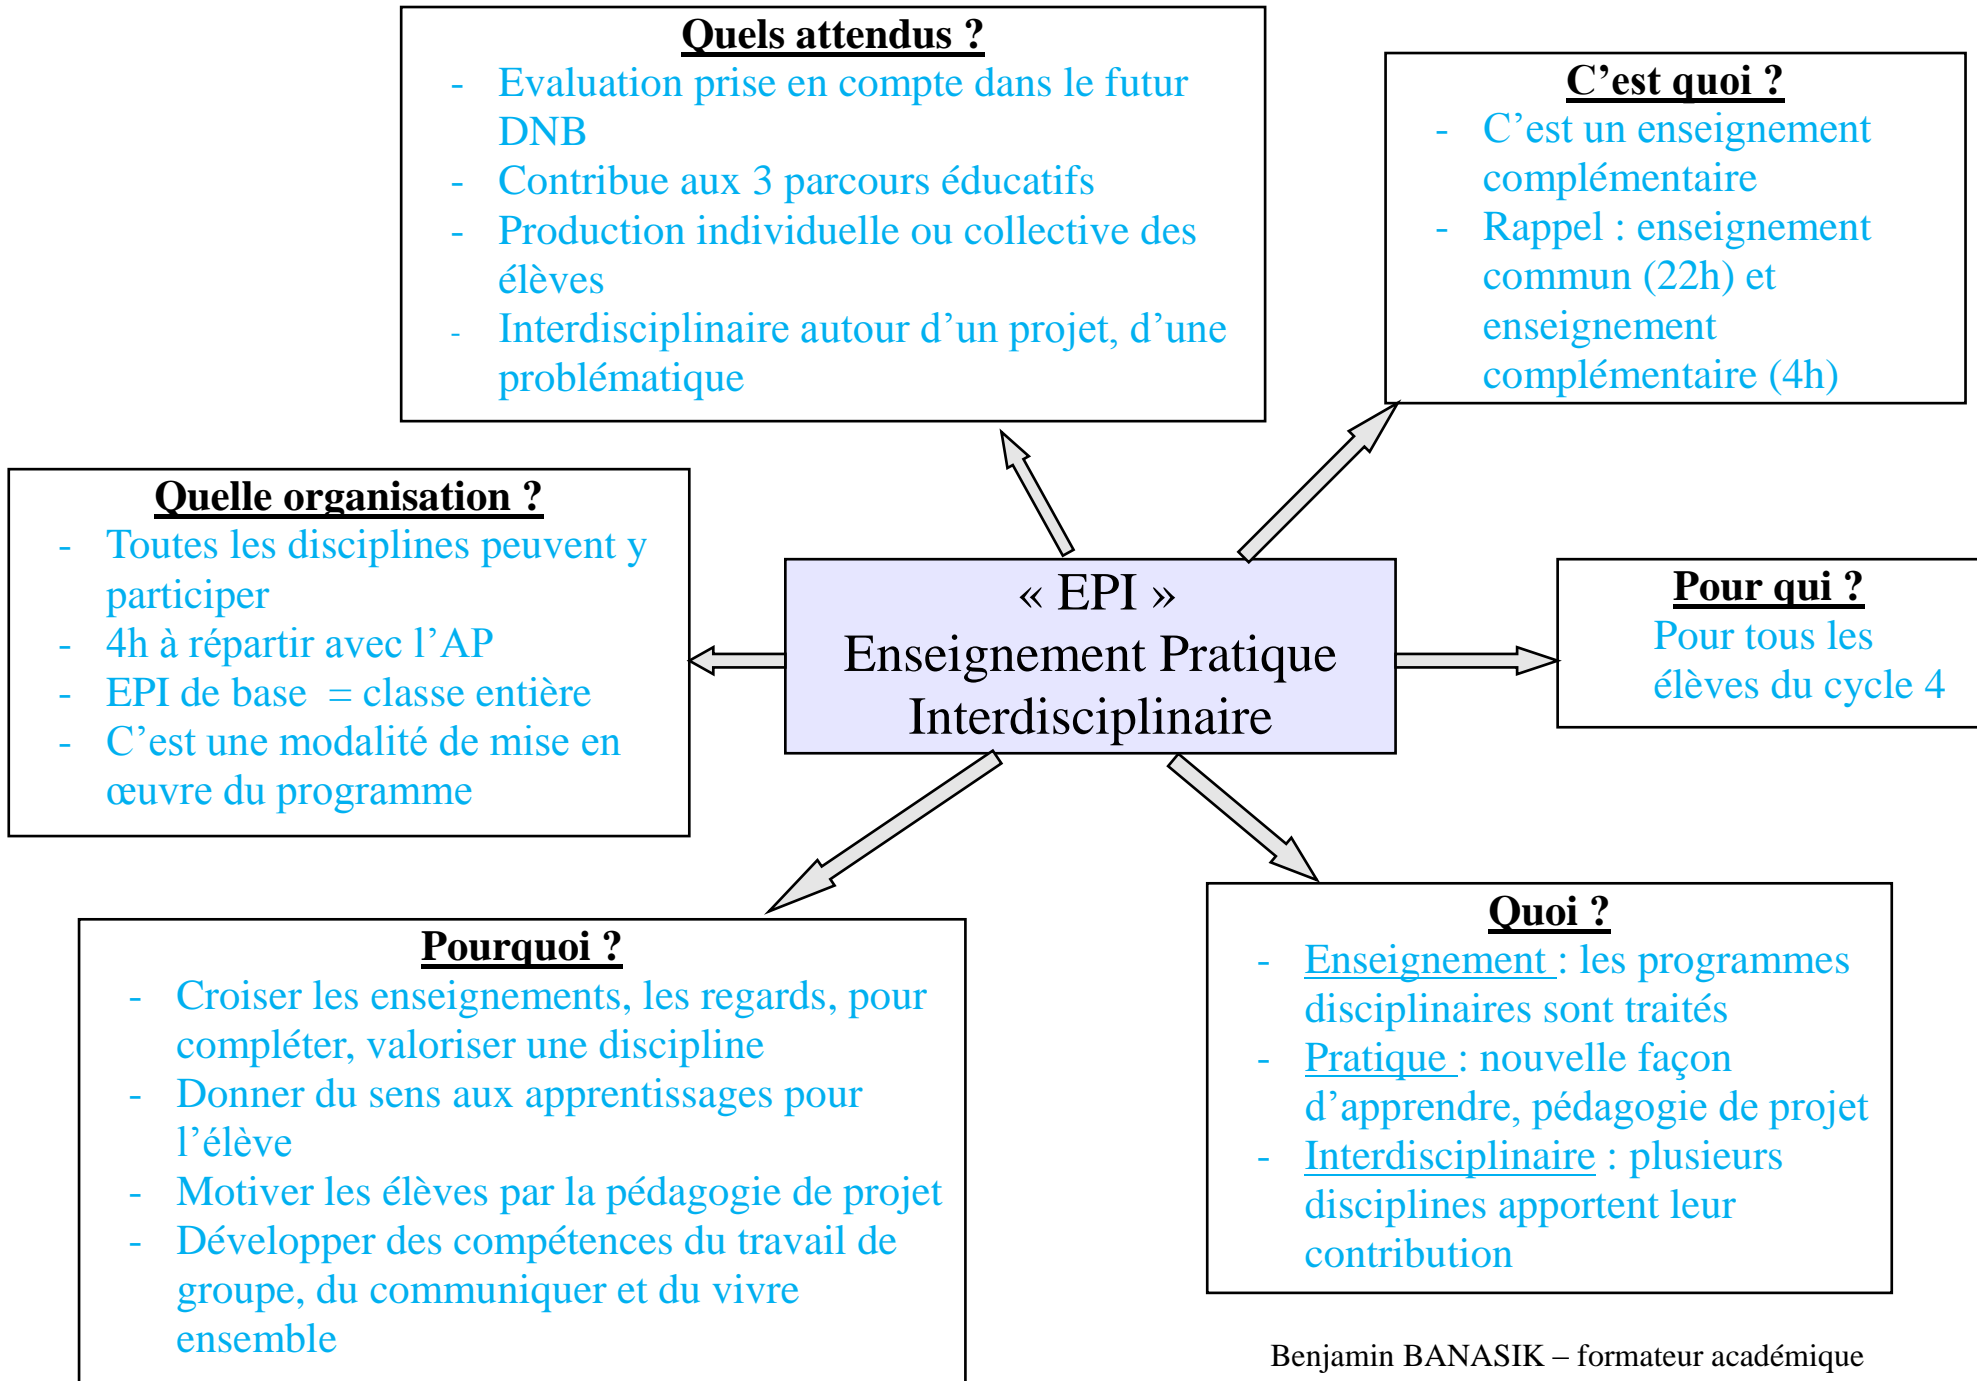 Quels attendus ?
- Evaluation prise en compte dans le futur
DNB
- Contribue aux 3 parcours éducatifs
- Production individuelle ou collective des
élèves
- Interdisciplinaire autour d’un projet, d’une
problématique
C’est quoi ?
- C’est un enseignement
complémentaire
- Rappel : enseignement
commun (22h) et
enseignement
complémentaire (4h)
Quelle organisation ?
- Toutes les disciplines peuvent y
participer
- 4h à répartir avec l’AP
- EPI de base = classe entière
- C’est une modalité de mise en
œuvre du programme
« EPI »
Enseignement Pratique
Interdisciplinaire
Pour qui ?
Pour tous les
élèves du cycle 4
Pourquoi ?
- Croiser les enseignements, les regards, pour
compléter, valoriser une discipline
- Donner du sens aux apprentissages pour
l’élève
- Motiver les élèves par la pédagogie de projet
- Développer des compétences du travail de
groupe, du communiquer et du vivre
ensemble
Quoi ?
- Enseignement : les programmes
disciplinaires sont traités
- Pratique : nouvelle façon
d’apprendre, pédagogie de projet
- Interdisciplinaire : plusieurs
disciplines apportent leur
contribution
Benjamin BANASIK – formateur académique